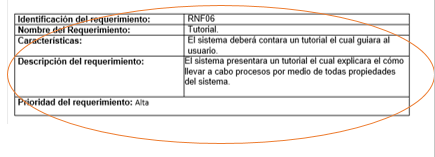 Identificación del requerimiento: RNF06
Nombre del Requerimiento: Tutorial.
Características: El sistema deberá contara un tutorial el cual guiara al
usuario.
Descripción del requerimiento: El sistema presentara un tutorial el cual explicara el cómo
llevar a cabo procesos por medio de todas propiedades
del sistema.
Prioridad del requerimiento: Alta